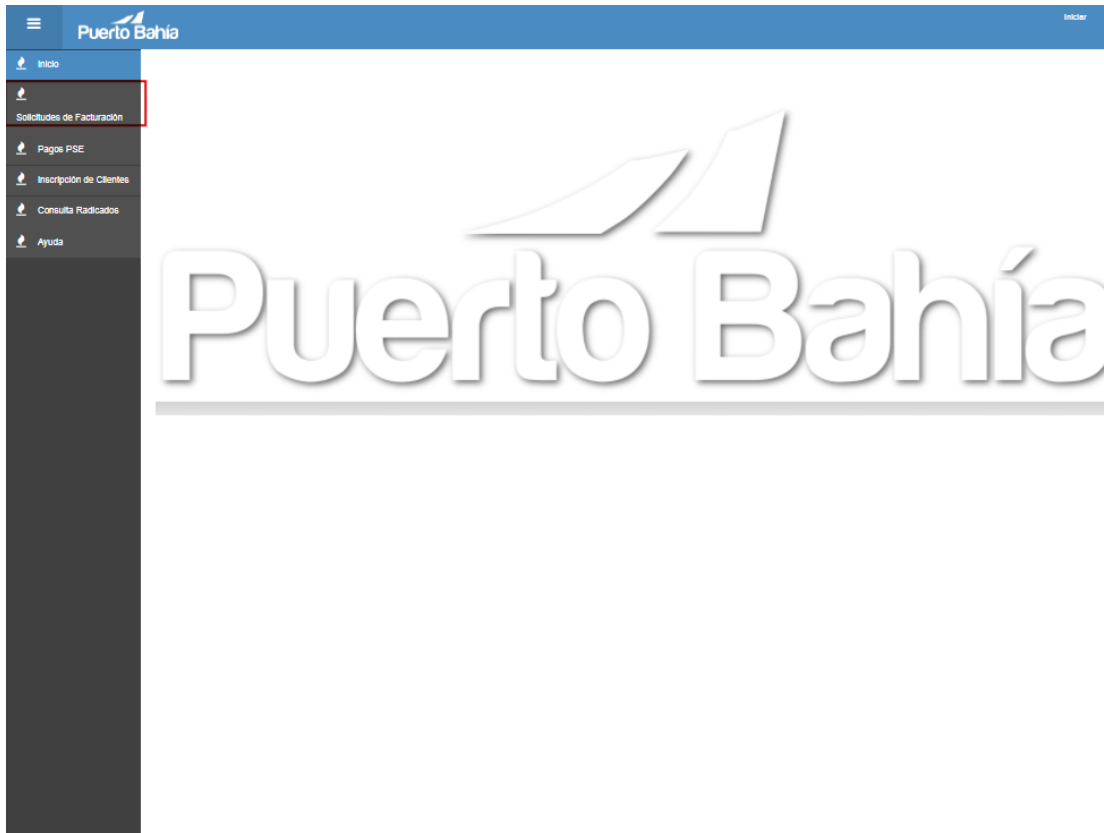 Puerto Bahía
Iniciar
Inicio
Solicitudes de Facturación
Pagos PSE
Inscripción de Clientes
Consulta Radicados
Ayuda
Puerto Bahía